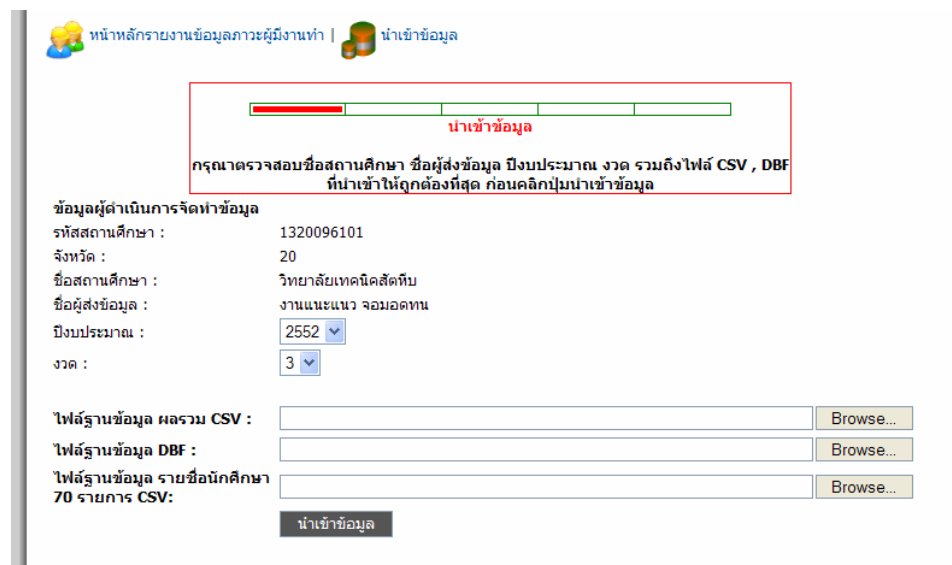 หน้าหลักรายงานข้อมูลภาวะผู้มีงานทำ | นำเข้าข้อมูล
นำเข้าข้อมูล
กรุณาตรวจสอบชื่อสถานศึกษา ชื่อผู้ส่งข้อมูล ปีงบประมาณ งวด รวมถึงไฟล์ CSV , DBF
ที่นำเข้าให้ถูกต้องที่สุด ก่อนคลิกปุ่มนำเข้าข้อมูล
ข้อมูลผู้ดำเนินการจัดทำข้อมูล
รหัสสถานศึกษา : 1320096101
จังหวัด : 20
ชื่อสถานศึกษา : วิทยาลัยเทคนิคสัตหีบ
ชื่อผู้ส่งข้อมูล : งานแนะแนว จอมอดทน
ปีงบประมาณ : 2552
งวด : 3
ไฟล์ฐานข้อมูล ผลรวม CSV : Browse...
ไฟล์ฐานข้อมูล DBF : Browse...
ไฟล์ฐานข้อมูล รายชื่อนักศึกษา
70 รายการ CSV: Browse...
นำเข้าข้อมูล